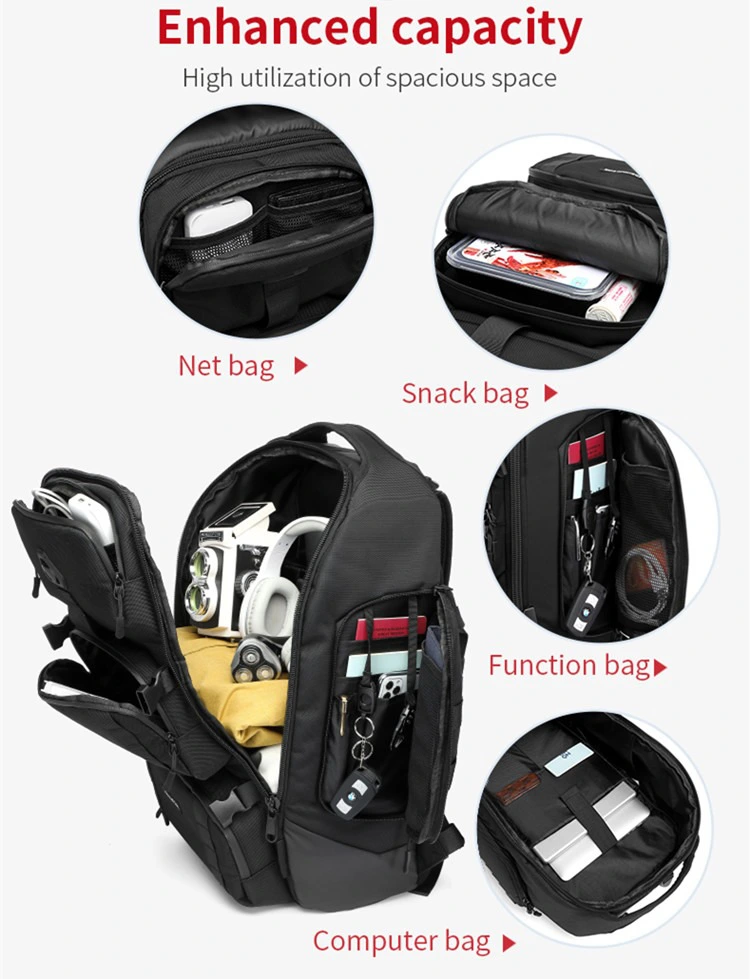 Enhanced capacity
High utilization of spacious space
Net bag
Snack bag
Function bag
Computer bag